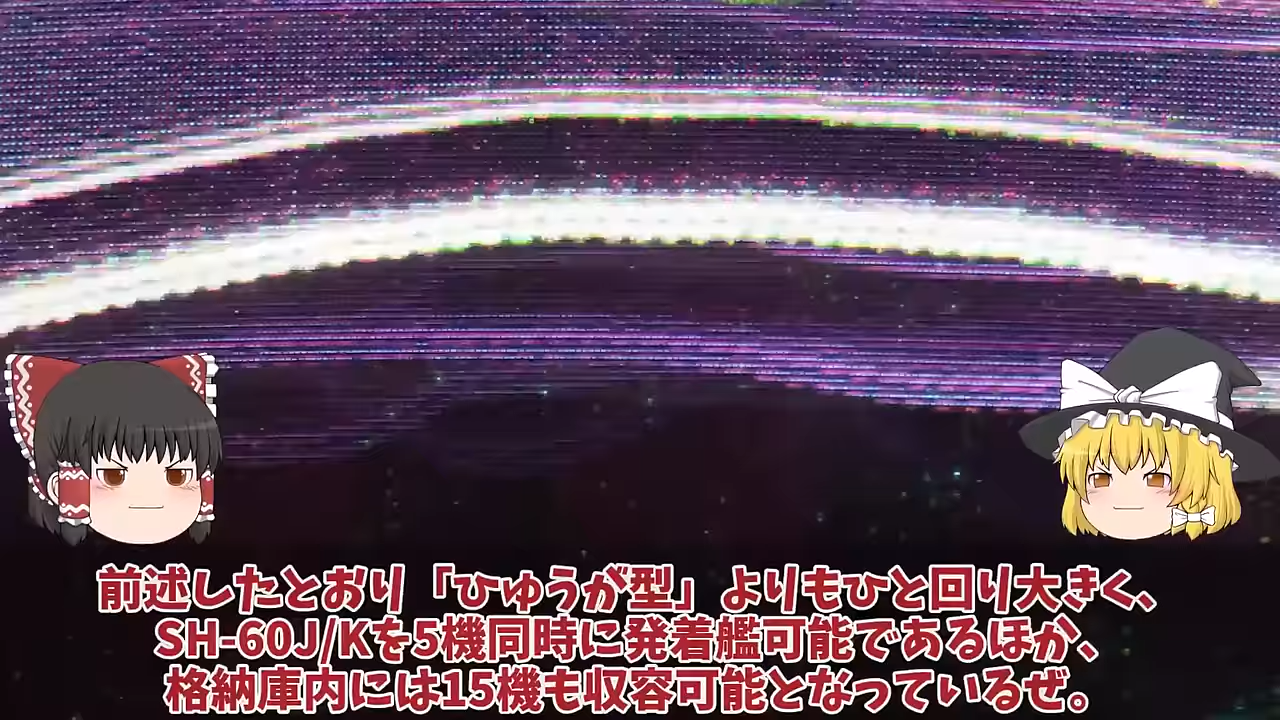 前述したとおり「ひゅうが型」よりもひと回り大きく、
SH-60J/Kを5機同時に発着艦可能であるほか、
格納庫内には15機も収容可能となっているぜ。